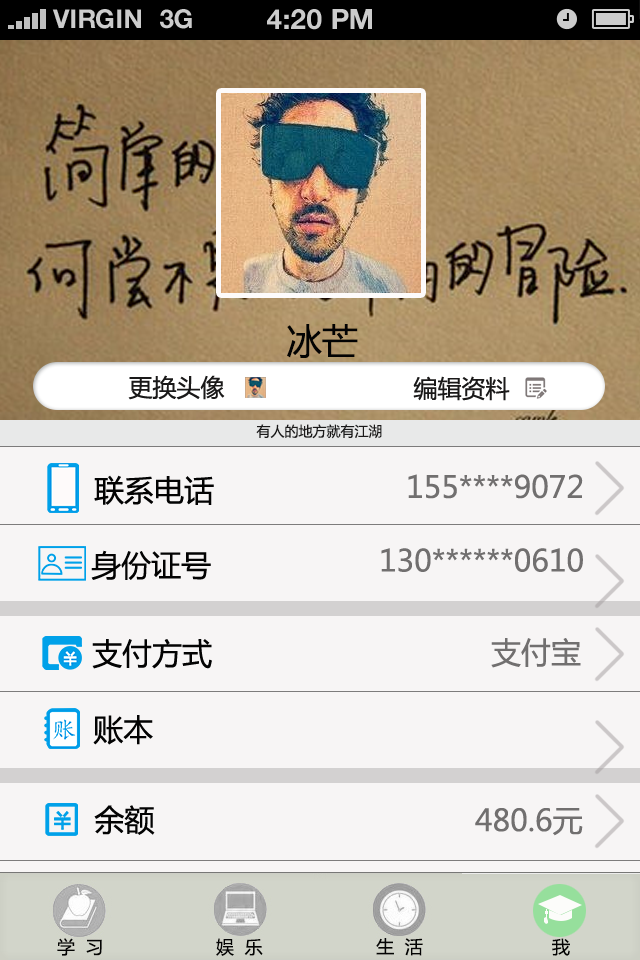 VIRGIN 3G 4:20 PM
简单的
何尝不 的冒险.
冰芒
更换头像 编辑资料
有人的地方就有江湖
联系电话 155****9072
身份证号 130******0610
支付方式 支付宝
账 账本
余额 480.6元
学习 娱乐 生活 我